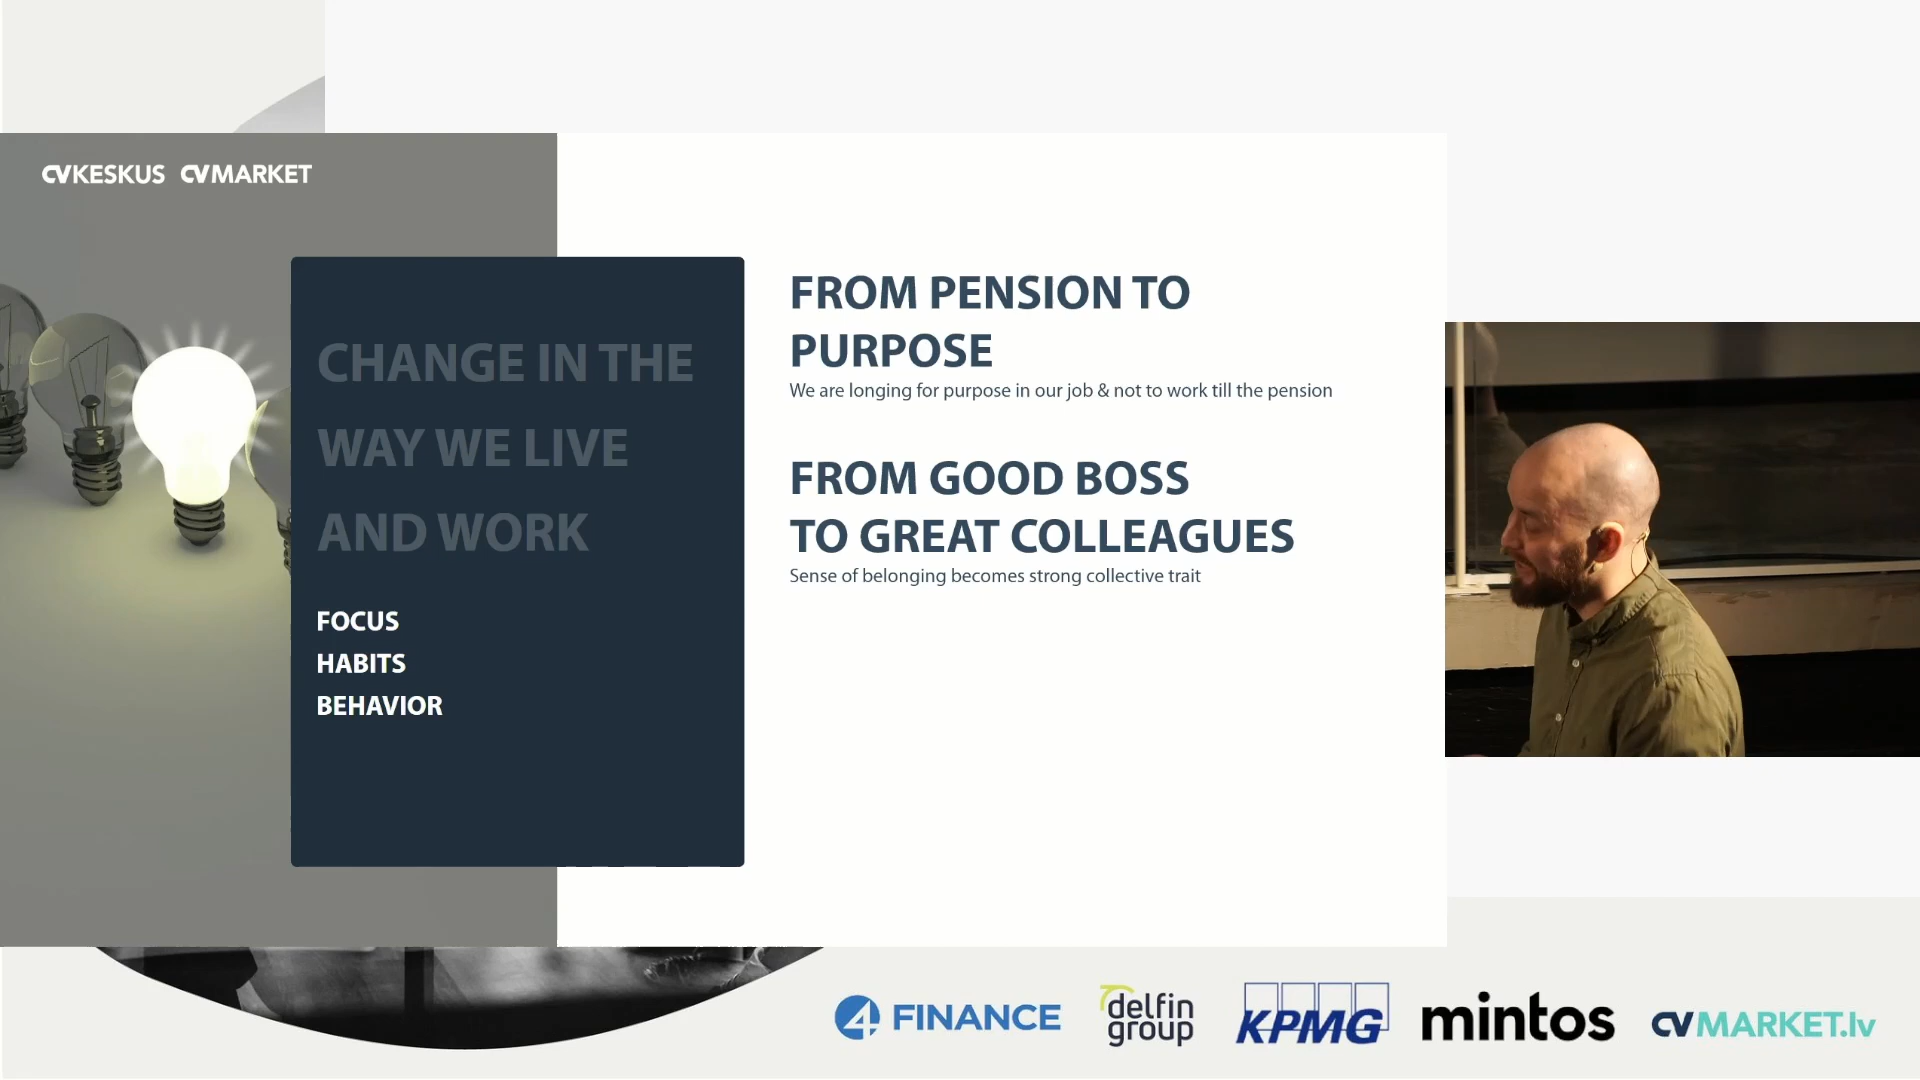 CVKESKUS CVMARKET
CHANGE IN THE
WAY WE LIVE
AND WORK
FOCUS
HABITS
BEHAVIOR
FROM PENSION TO
PURPOSE
We are longing for purpose in our job & not to work till the pension
FROM GOOD BOSS
TO GREAT COLLEAGUES
Sense of belonging becomes strong collective trait
4 FINANCE
delfin
group
KPMG
mintos
CVMARKET.lv